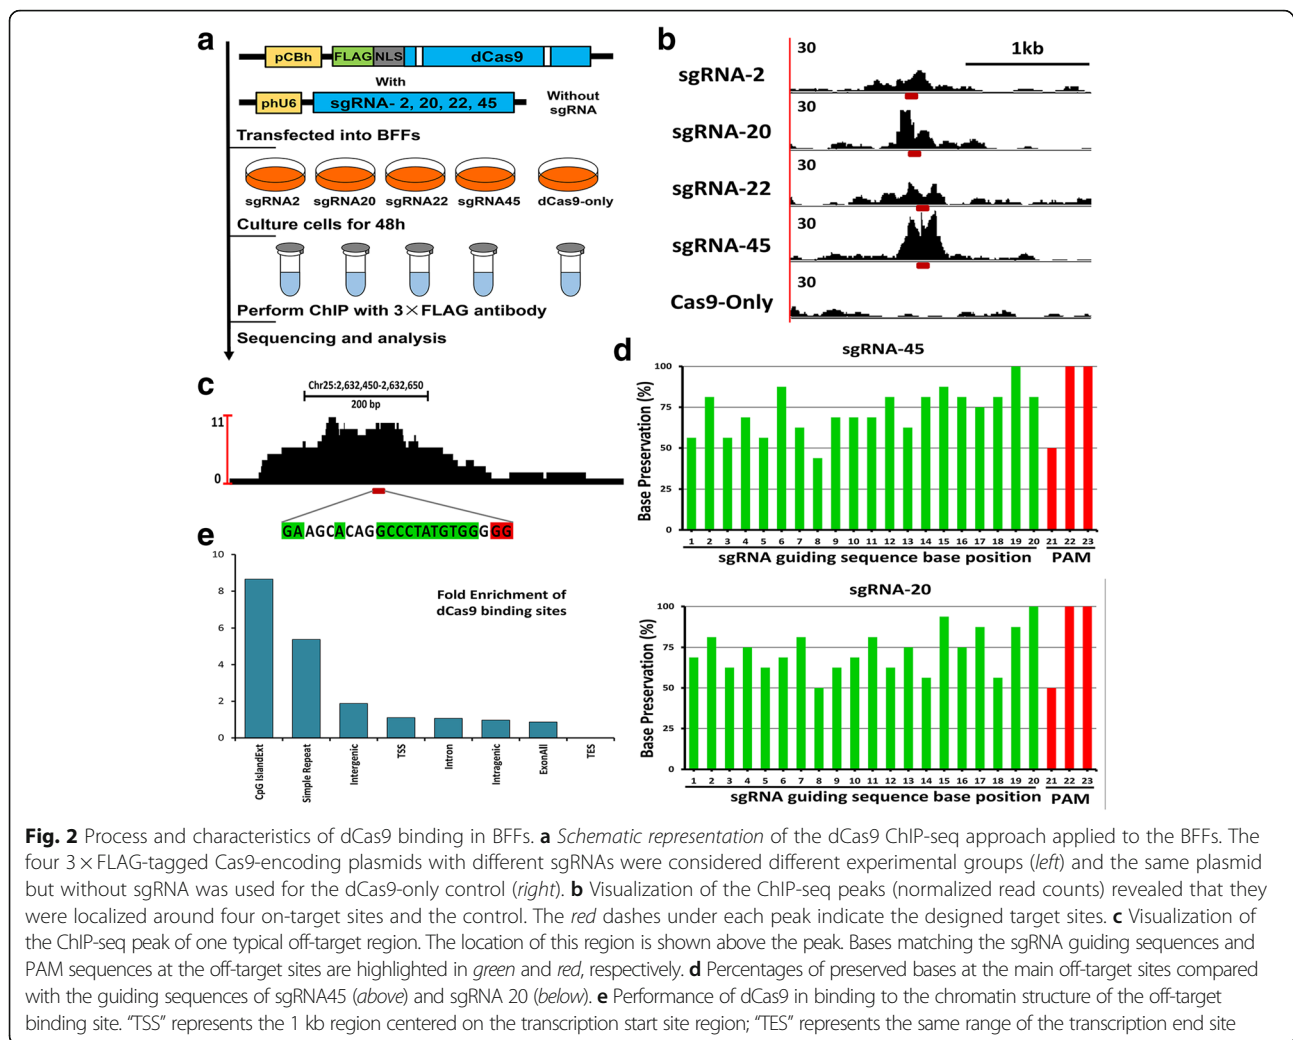 a
pCBh FLAG NLS dCas9
With
phU6 sgRNA- 2, 20, 22, 45
Without
sgRNA
Transfected into BFFs
sgRNA2 sgRNA20 sgRNA22 sgRNA45 dCas9-only
Culture cells for 48h
Perform ChIP with 3×FLAG antibody
Sequencing and analysis
b
30 1kb
sgRNA-2
30
sgRNA-20
30
sgRNA-22
30
sgRNA-45
30
Cas9-Only
c
Chr25:2,632,450-2,632,650
200 bp
11
0
GAAGCACAGGCCCTATGTGGGGG
d
sgRNA-45
Base Preservation (%)
100
75
50
25
0
1 2 3 4 5 6 7 8 9 10 11 12 13 14 15 16 17 18 19 20 21 22 23
sgRNA guiding sequence base position PAM
sgRNA-20
Base Preservation (%)
100
75
50
25
0
1 2 3 4 5 6 7 8 9 10 11 12 13 14 15 16 17 18 19 20 21 22 23
sgRNA guiding sequence base position PAM
e
Fold Enrichment of
dCas9 binding sites
10
8
6
4
2
0
CpG IslandExt
Simple Repeat
Intergenic
TSS
Intron
Intragenic
ExonAll
TES
Fig. 2 Process and characteristics of dCas9 binding in BFFs. a Schematic representation of the dCas9 ChIP-seq approach applied to the BFFs. The
four 3×FLAG-tagged Cas9-encoding plasmids with different sgRNAs were considered different experimental groups (left) and the same plasmid
but without sgRNA was used for the dCas9-only control (right). b Visualization of the ChIP-seq peaks (normalized read counts) revealed that they
were localized around four on-target sites and the control. The red dashes under each peak indicate the designed target sites. c Visualization of
the ChIP-seq peak of one typical off-target region. The location of this region is shown above the peak. Bases matching the sgRNA guiding sequences and
PAM sequences at the off-target sites are highlighted in green and red, respectively. d Percentages of preserved bases at the main off-target sites compared
with the guiding sequences of sgRNA45 (above) and sgRNA 20 (below). e Performance of dCas9 in binding to the chromatin structure of the off-target
binding site. "TSS" represents the 1 kb region centered on the transcription start site region; "TES" represents the same range of the transcription end site